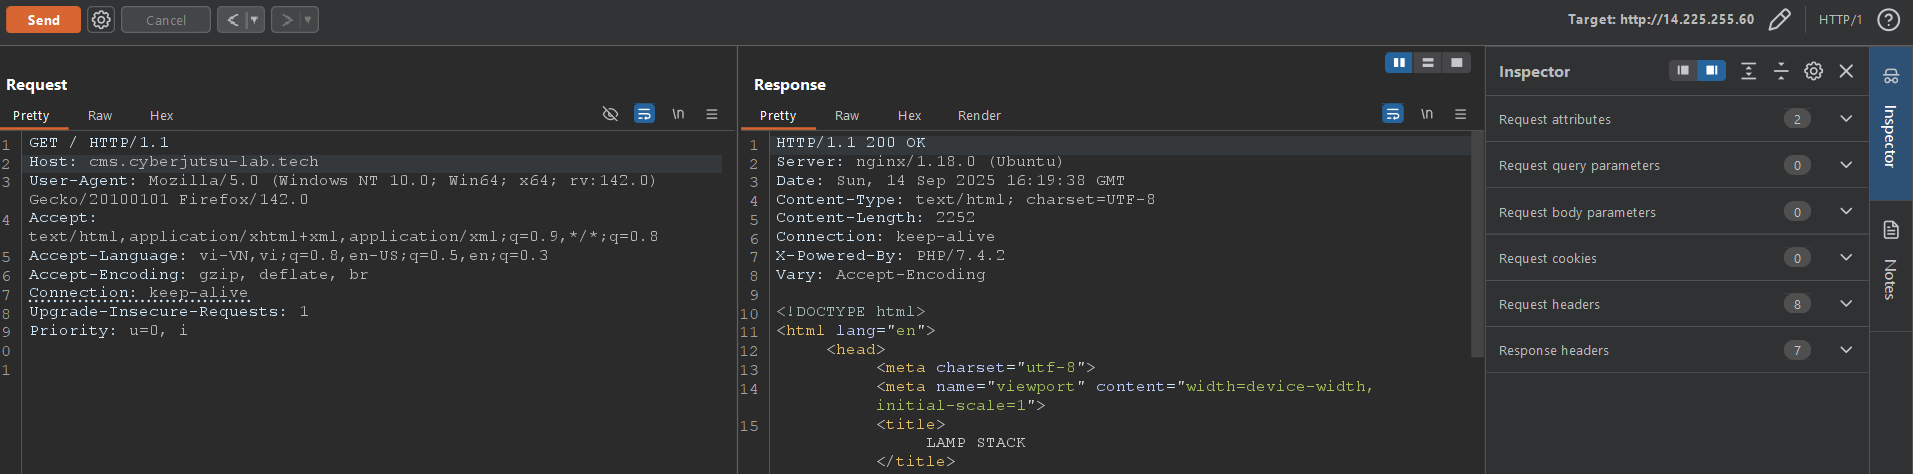 Send
Cancel
Target: http://14.225.255.60
HTTP/1
Request
Pretty
Raw
Hex
\n
1 GET / HTTP/1.1
2 Host: cms.cyberjutsu-lab.tech
3 User-Agent: Mozilla/5.0 (Windows NT 10.0; Win64; x64; rv:142.0)
Gecko/20100101 Firefox/142.0
4 Accept:
text/html,application/xhtml+xml,application/xml;q=0.9,*/*;q=0.8
5 Accept-Language: vi-VN,vi;q=0.8,en-US;q=0.5,en;q=0.3
6 Accept-Encoding: gzip, deflate, br
7 Connection: keep-alive
8 Upgrade-Insecure-Requests: 1
9 Priority: u=0, i
0
1
Response
Pretty
Raw
Hex
Render
\n
1 HTTP/1.1 200 OK
2 Server: nginx/1.18.0 (Ubuntu)
3 Date: Sun, 14 Sep 2025 16:19:38 GMT
4 Content-Type: text/html; charset=UTF-8
5 Content-Length: 2252
6 Connection: keep-alive
7 X-Powered-By: PHP/7.4.2
8 Vary: Accept-Encoding
9
10 <!DOCTYPE html>
11 <html lang="en">
12 <head>
13 <meta charset="utf-8">
14 <meta name="viewport" content="width=device-width,
initial-scale=1">
15 <title>
LAMP STACK
</title>
Inspector
Request attributes 2
Request query parameters 0
Request body parameters 0
Request cookies 0
Request headers 8
Response headers 7
Inspector
Notes